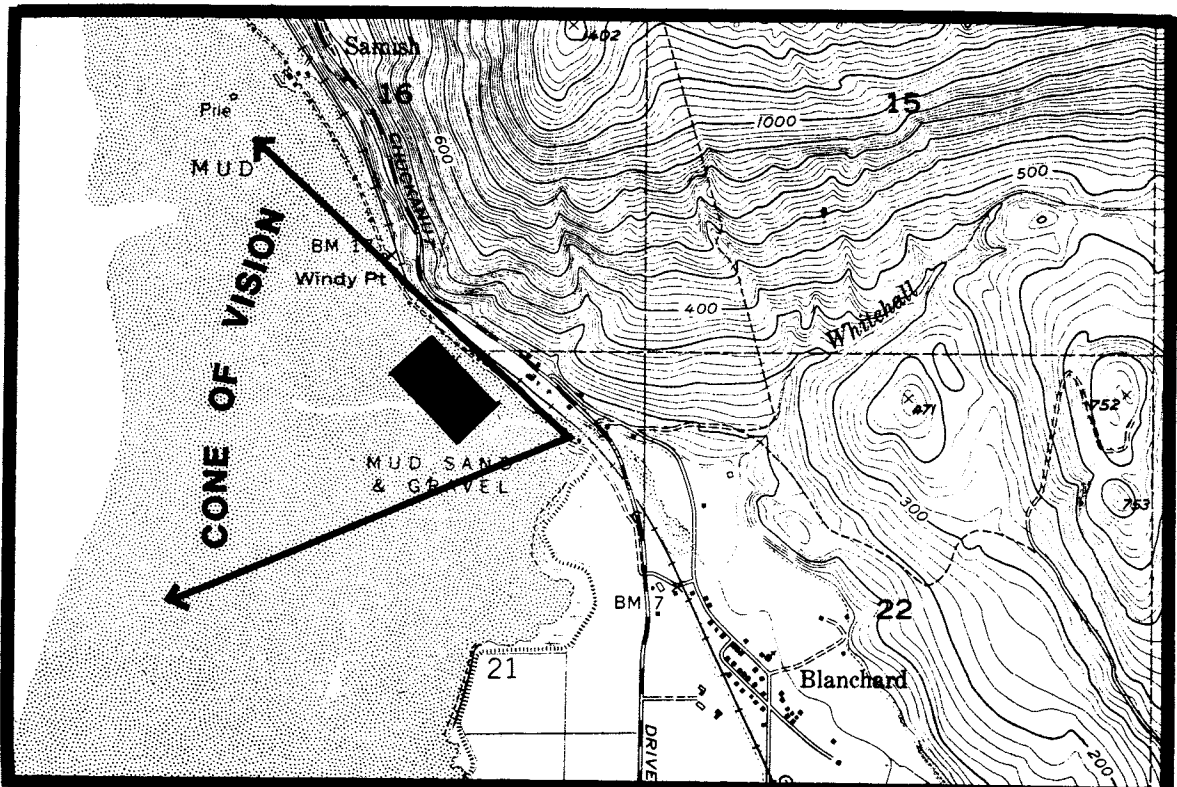 1402
Samish
16
15
Pile
1000
CHUCKANUT
600
MUD
500
BM
Windy Pt
CONE OF VISION
400
Whitehall
752
471
MUD SAND
& GRAVEL
753
300
BM 7
22
21
Blanchard
DRIVE
200